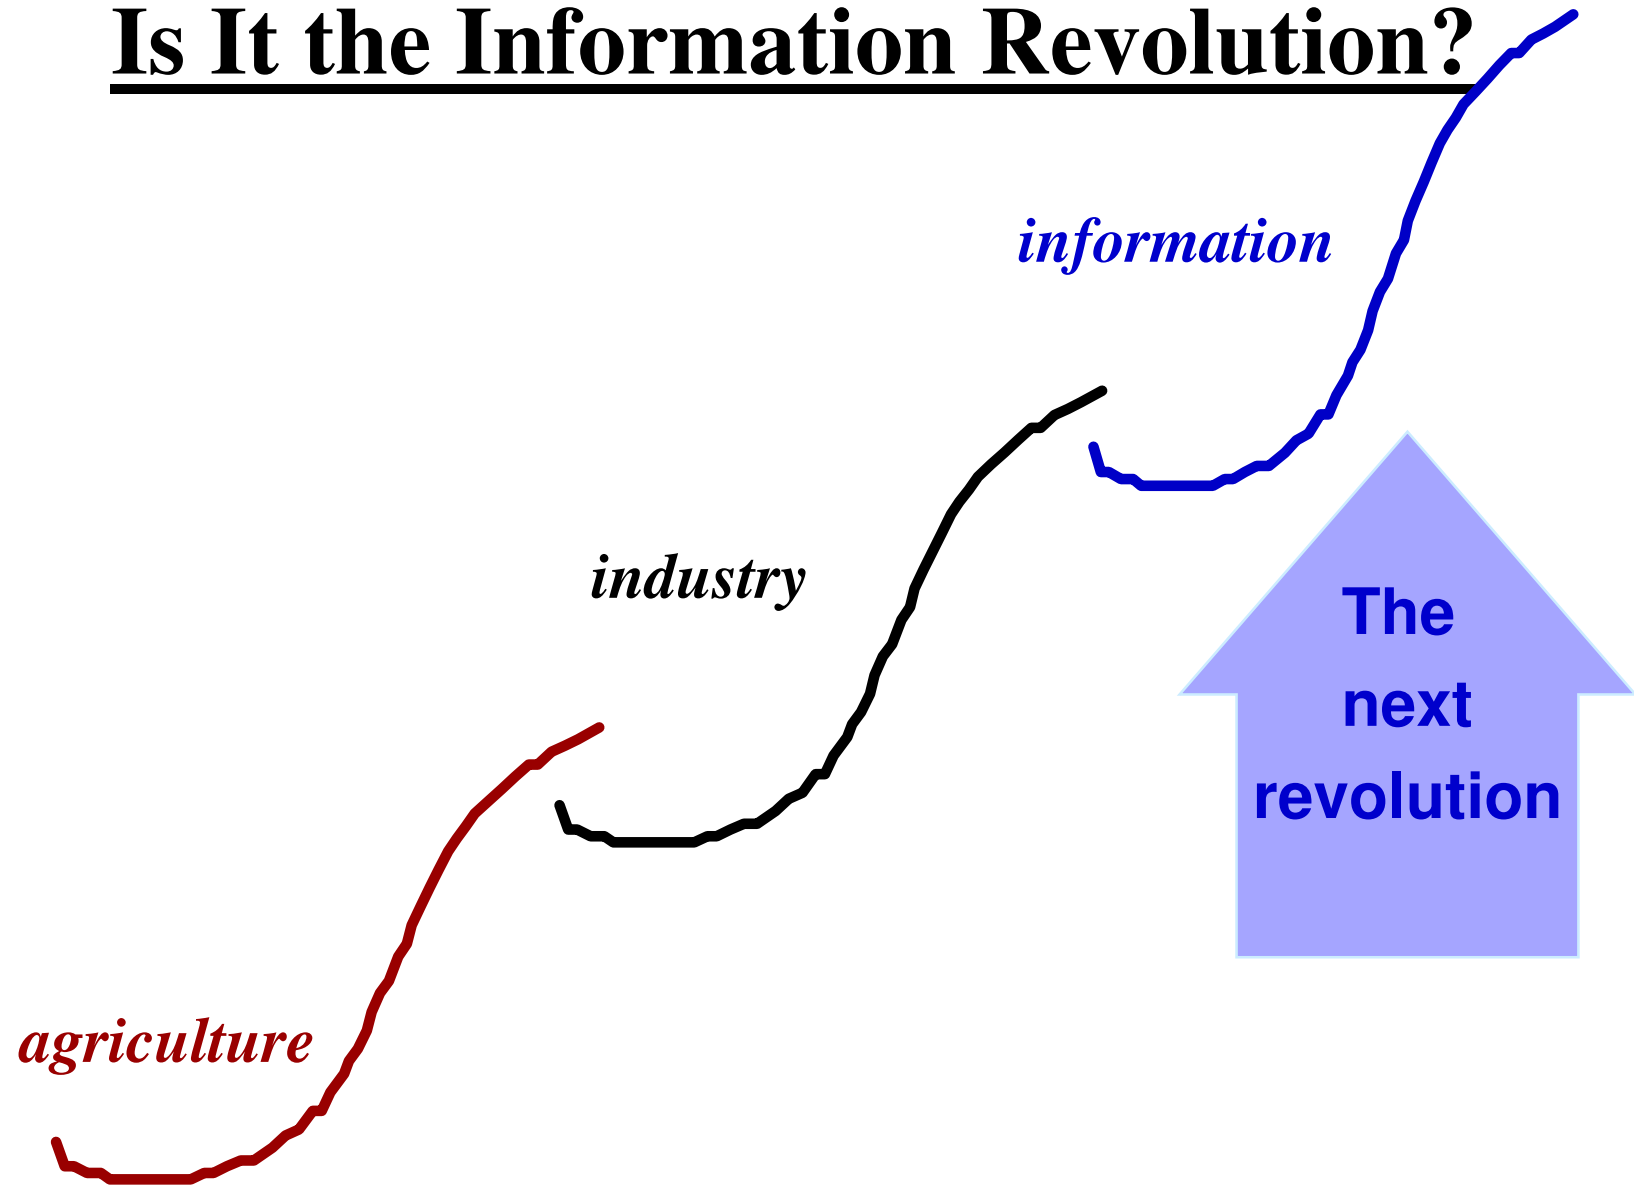 Is It the Information Revolution?
information
industry
The
next
revolution
agriculture